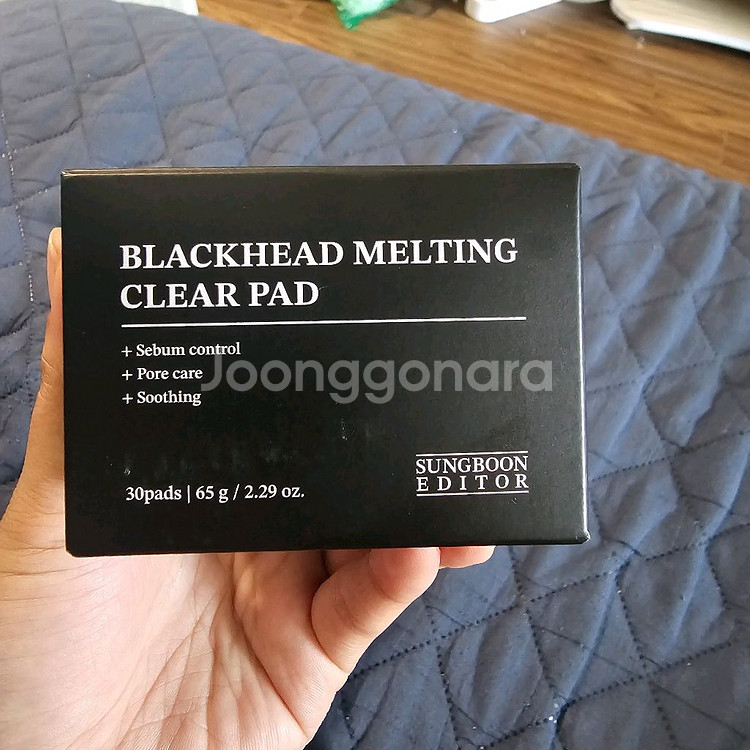 BLACKHEAD MELTING
CLEAR PAD
+ Sebum control
+ Pore care
+ Soothing
Joonggonara
30pads | 65 g / 2.29 oz.
SUNGBOON
EDITOR